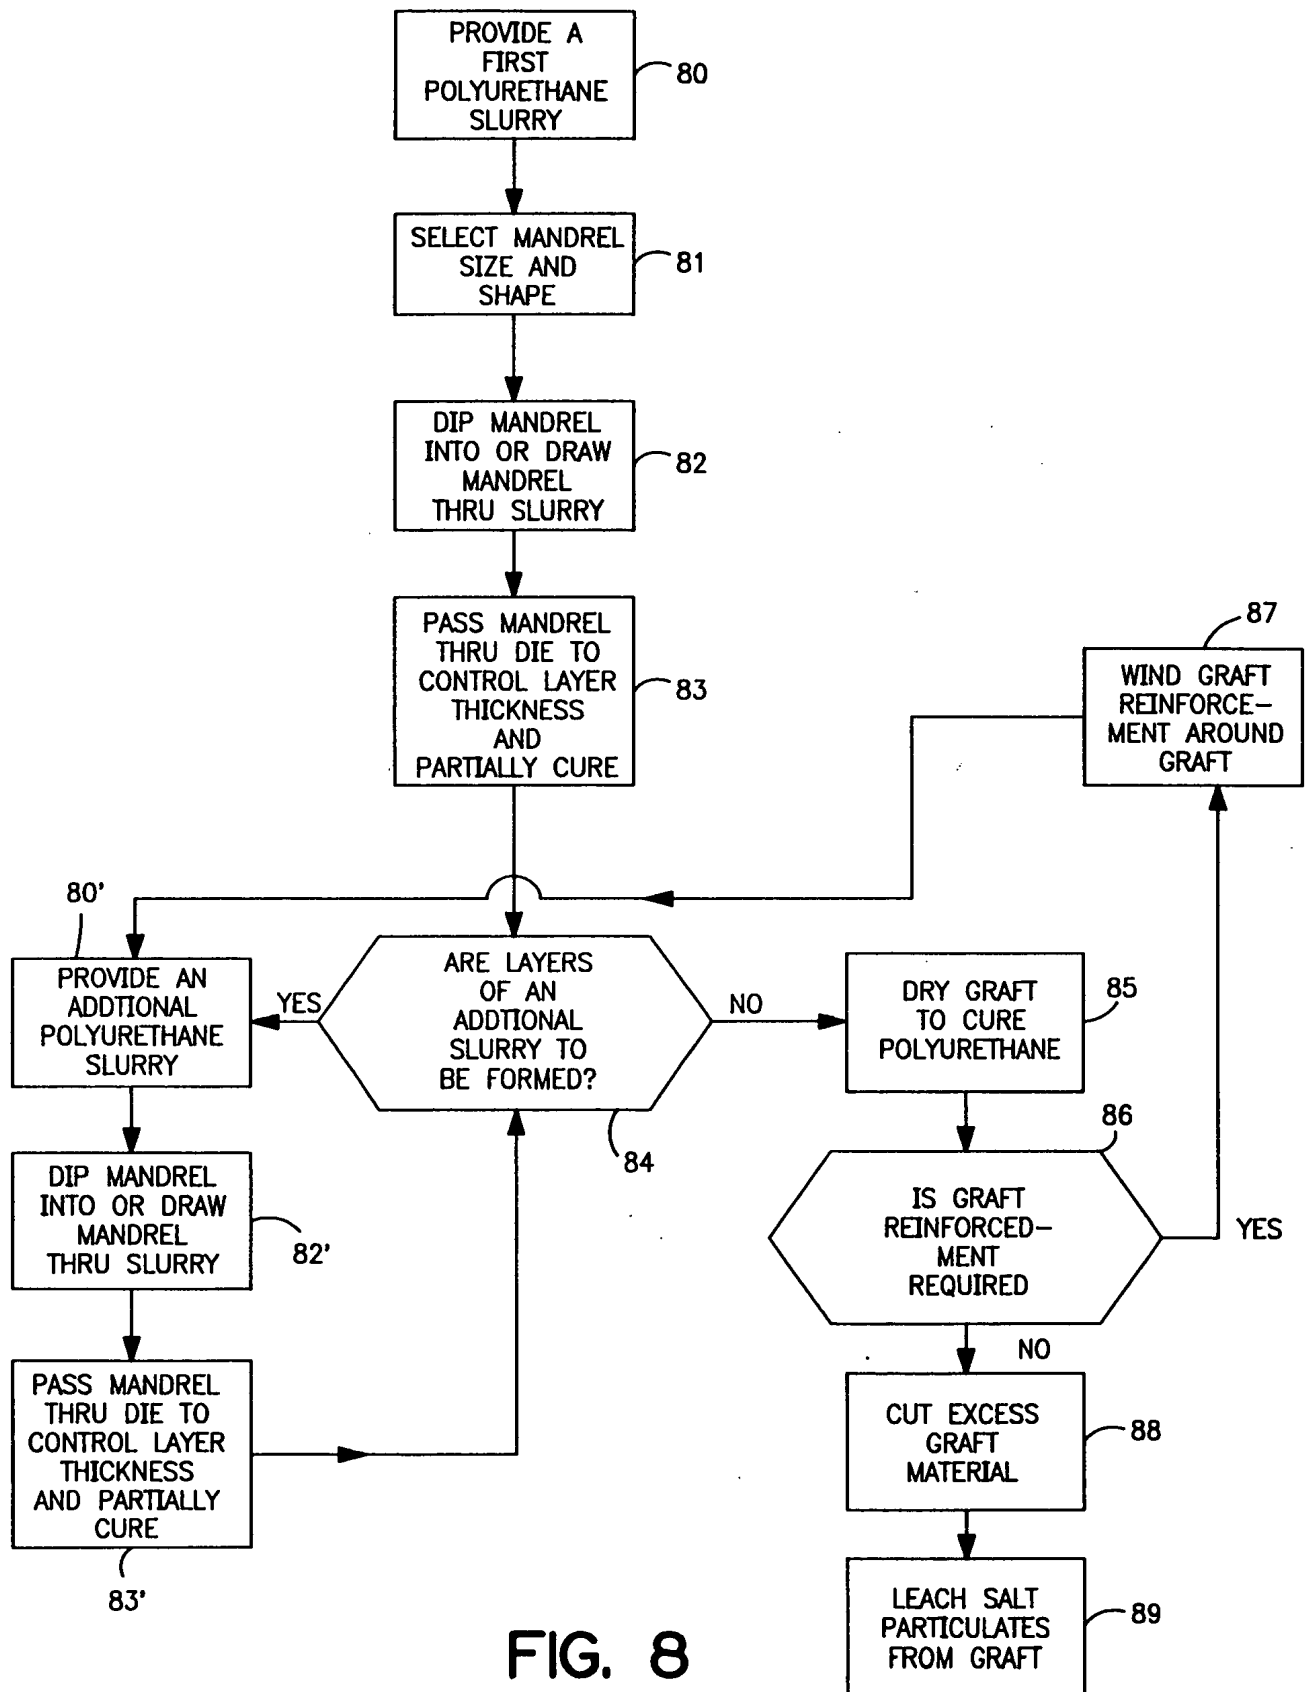 PROVIDE A
FIRST
POLYURETHANE
SLURRY
80
SELECT MANDREL
SIZE AND
SHAPE
81
DIP MANDREL
INTO OR DRAW
MANDREL
THRU SLURRY
82
PASS MANDREL
THRU DIE TO
CONTROL LAYER
THICKNESS
AND
PARTIALLY CURE
83
87
WIND GRAFT
REINFORCE-
MENT AROUND
GRAFT
80'
PROVIDE AN
ADDTIONAL
POLYURETHANE
SLURRY
YES
ARE LAYERS
OF AN
ADDTIONAL
SLURRY TO
BE FORMED?
84
NO
DRY GRAFT
TO CURE
POLYURETHANE
85
DIP MANDREL
INTO OR DRAW
MANDREL
THRU SLURRY
82'
86
IS GRAFT
REINFORCED-
MENT
REQUIRED
YES
NO
PASS MANDREL
THRU DIE TO
CONTROL LAYER
THICKNESS
AND PARTIALLY
CURE
83'
CUT EXCESS
GRAFT
MATERIAL
88
LEACH SALT
PARTICULATES
FROM GRAFT
89
FIG. 8